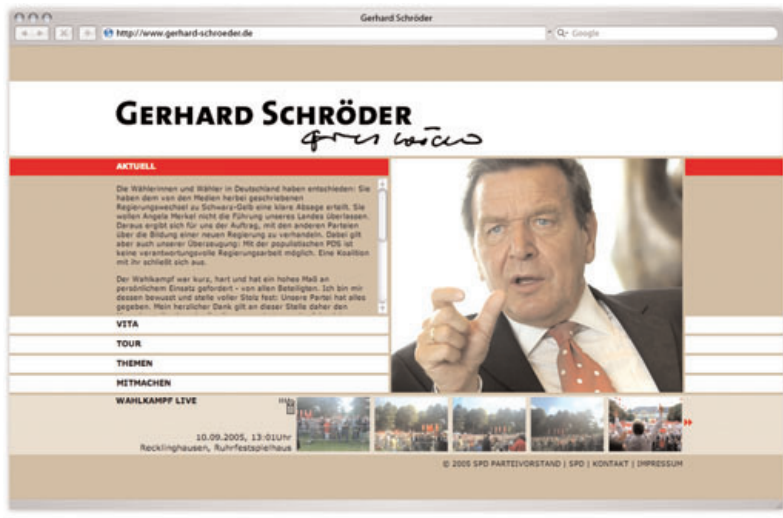 Gerhard Schröder
http://www.gerhard-schroeder.de
Google
GERHARD SCHRÖDER
AKTUELL
Die Wählerinnen und Wähler in Deutschland haben entschieden: Sie
haben dem von den Medien herbei geschriebenen
Regierungswechsel zu Schwarz-Gelb eine klare Absage erteilt. Sie
wollen Angela Merkel nicht die Führung unseres Landes überlassen.
Daraus ergibt sich für uns der Auftrag, mit den anderen Parteien
über die Bildung einer neuen Regierung zu verhandeln. Dabei gilt
aber auch unserer Überzeugung: Mit der populistischen PDS ist
keine verantwortungsvolle Regierungsarbeit möglich. Eine Koalition
mit ihr schließt sich aus.
Der Wahlkampf war kurz, hart und hat ein hohes Maß an
persönlichem Einsatz gefordert - von allen Beteiligten. Ich bin mir
dessen bewusst und stelle voller Stolz fest: Unsere Partei hat alles
gegeben. Mein herzlicher Dank gilt an dieser Stelle daher den
VITA
TOUR
THEMEN
MITMACHEN
WAHLKAMPF LIVE
10.09.2005, 13:01Uhr
Recklinghausen, Ruhrfestspielhaus
© 2005 SPD PARTEIVORSTAND | SPD | KONTAKT | IMPRESSUM